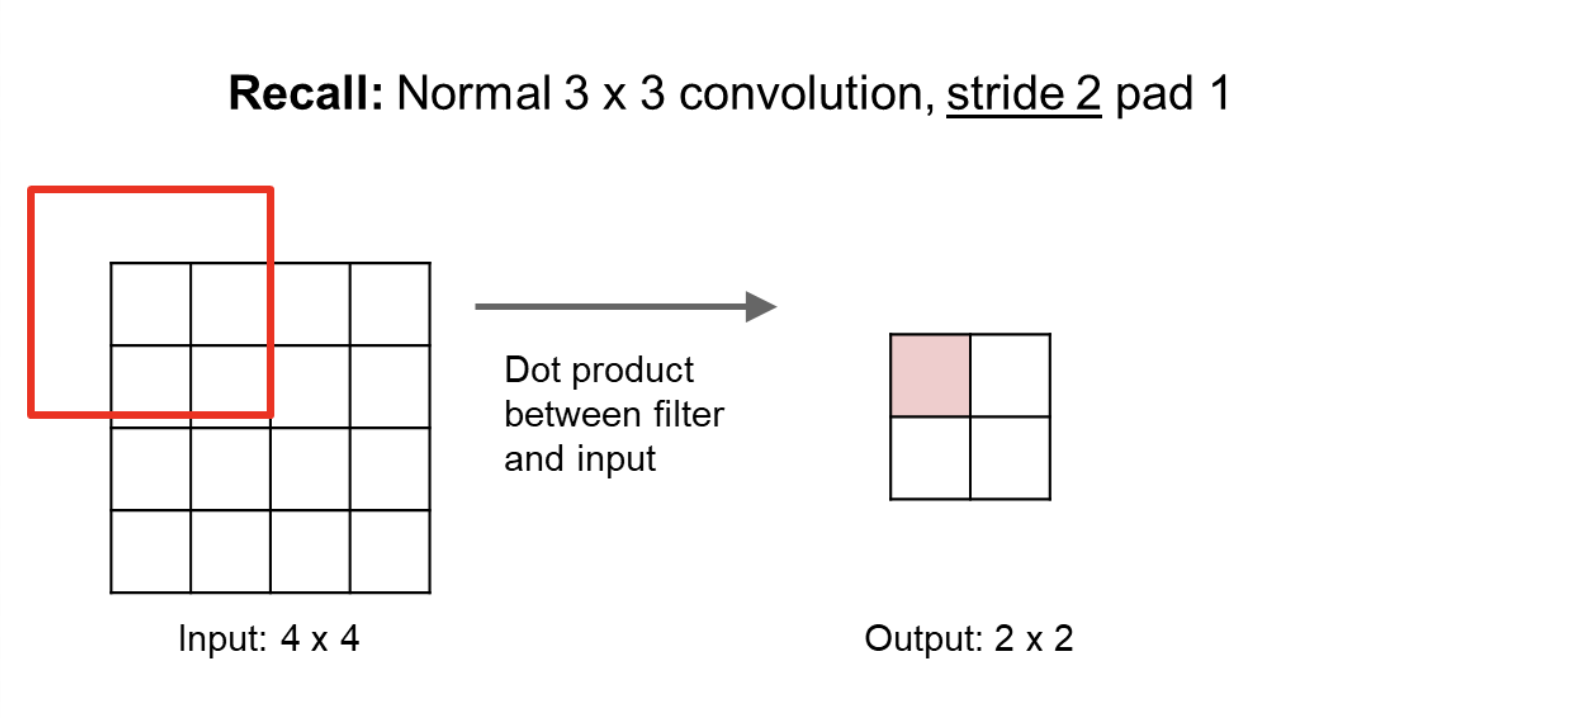 Recall: Normal 3 x 3 convolution, stride 2 pad 1
Dot product
between filter
and input
Input: 4 x 4
Output: 2 x 2